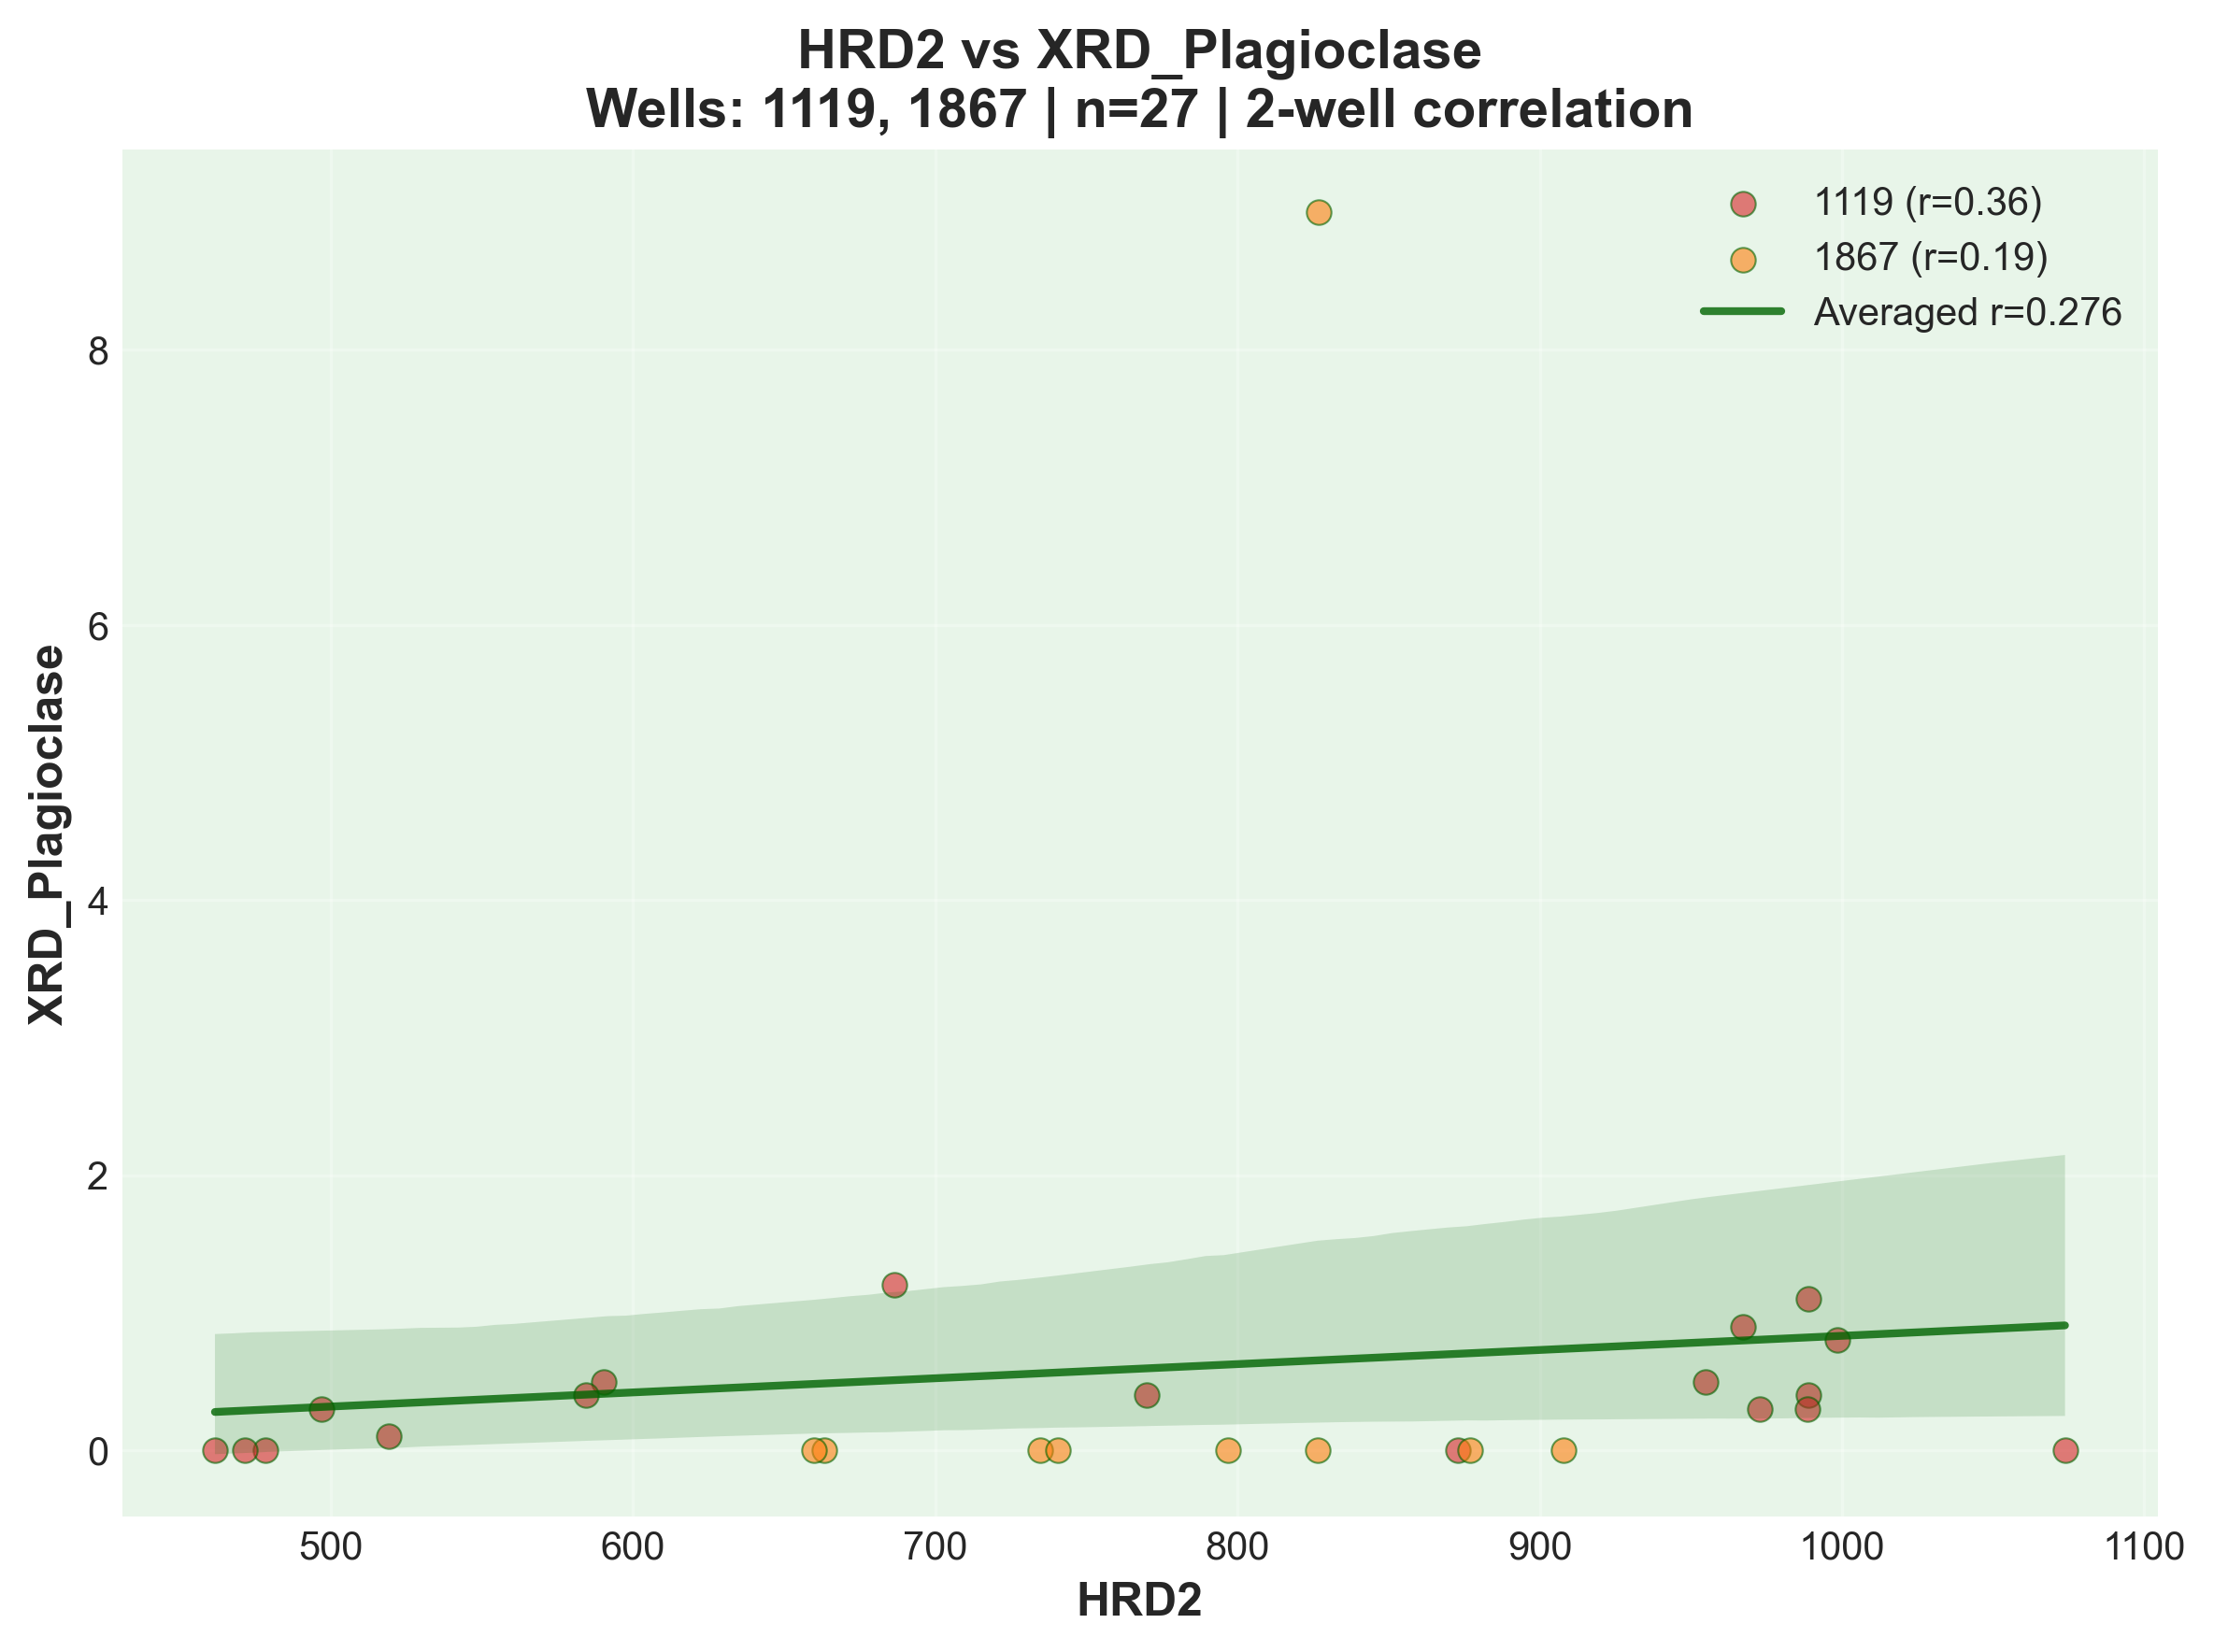 HRD2 vs XRD_Plagioclase
Wells: 1119, 1867 | n=27 | 2-well correlation
1119 (r=0.36)
1867 (r=0.19)
Averaged r=0.276
XRD_Plagioclase
8
6
4
2
0
500 600 700 800 900 1000 1100
HRD2